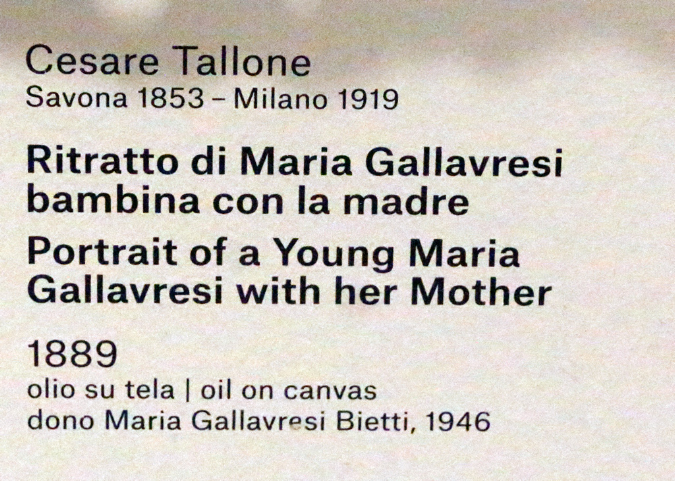 Cesare Tallone
Savona 1853 – Milano 1919
Ritratto di Maria Gallavresi
bambina con la madre
Portrait of a Young Maria
Gallavresi with her Mother
1889
olio su tela | oil on canvas
dono Maria Gallavresi Bietti, 1946